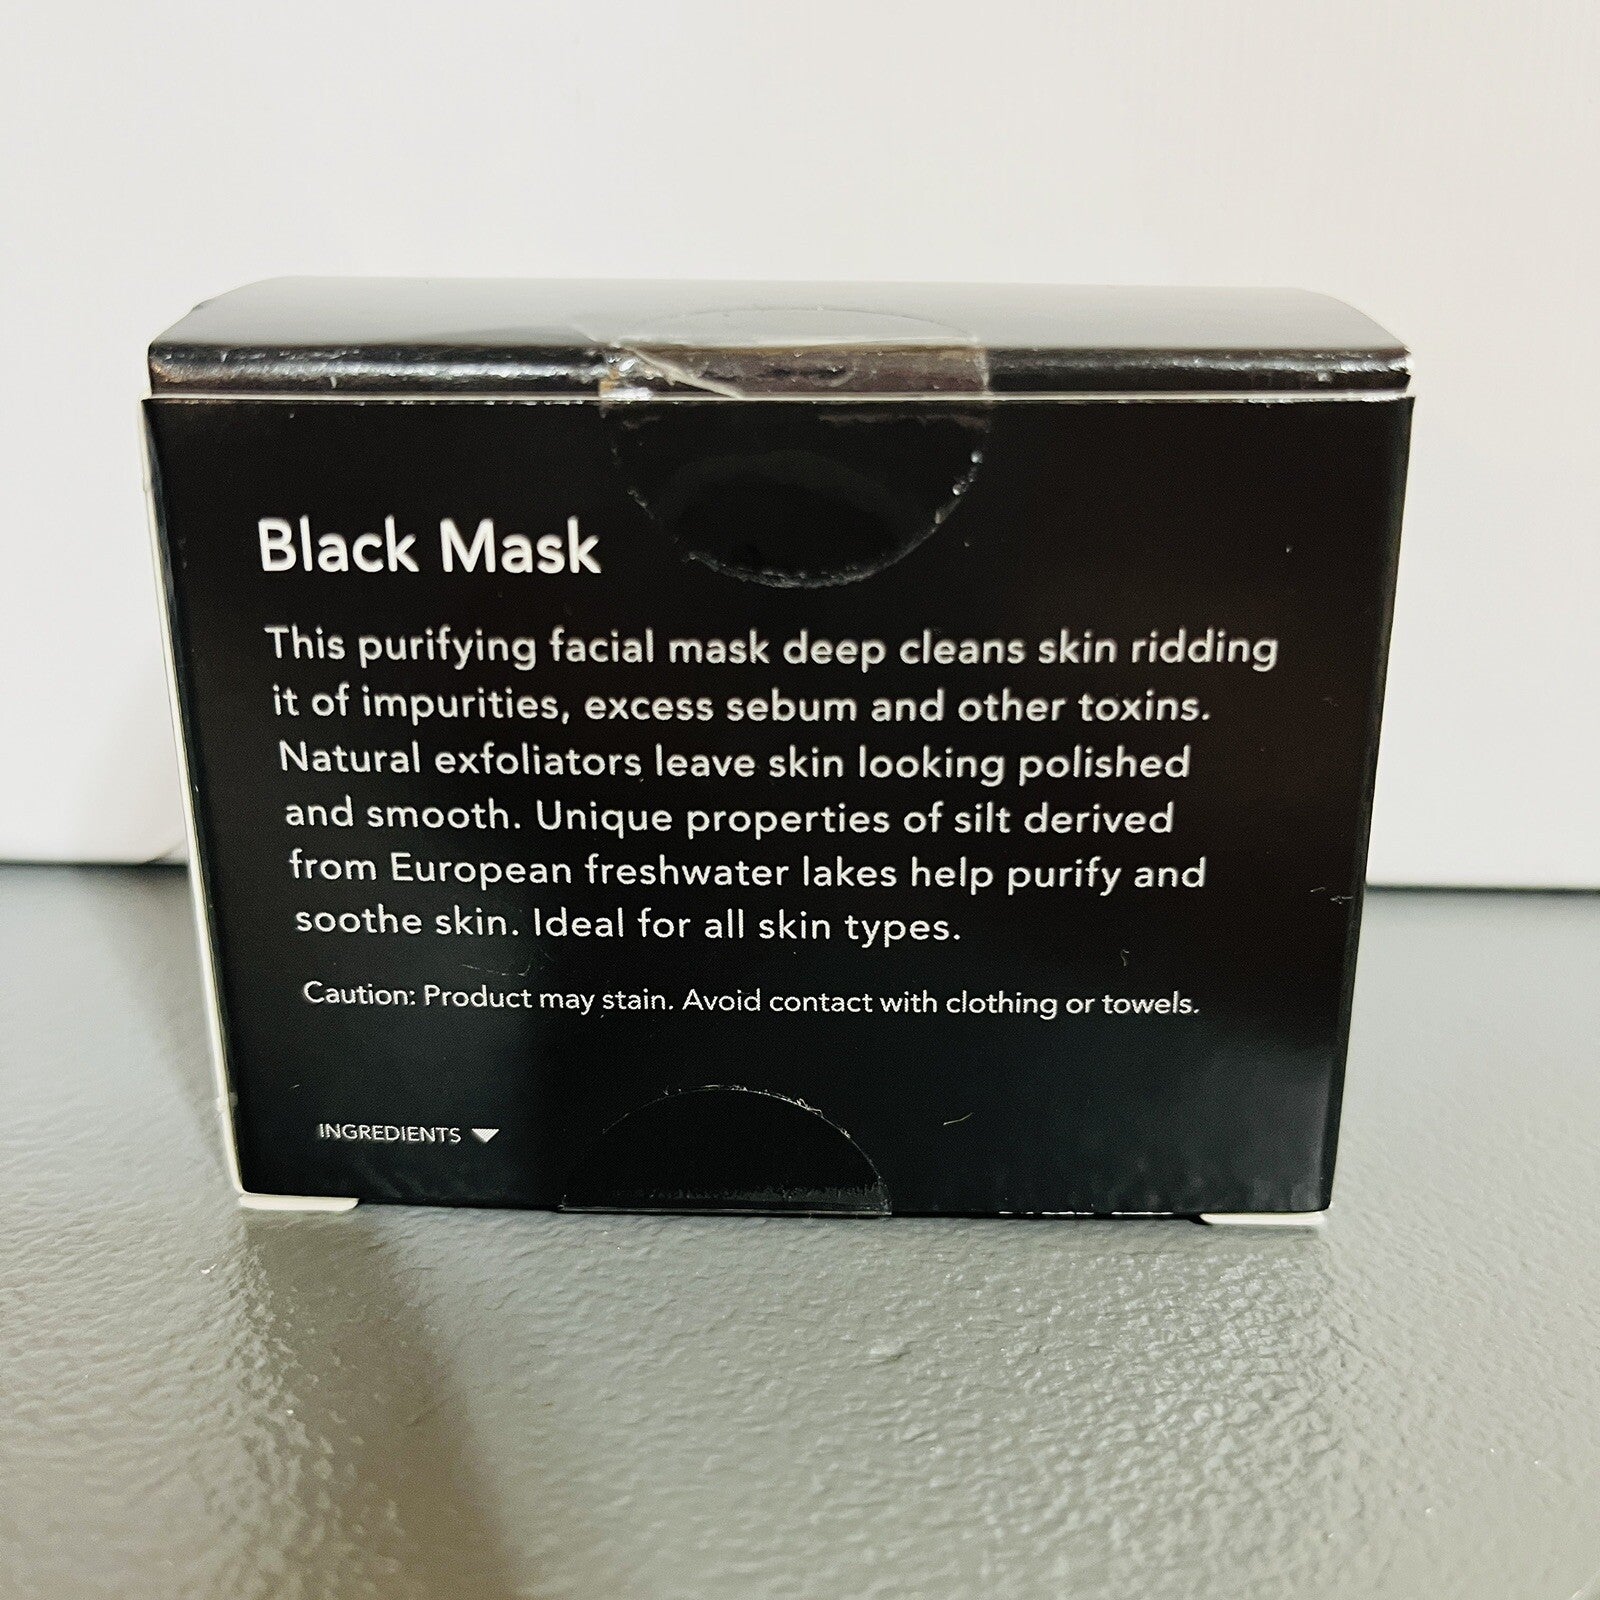 Black Mask
This purifying facial mask deep cleans skin ridding
it of impurities, excess sebum and other toxins.
Natural exfoliators leave skin looking polished
and smooth. Unique properties of silt derived
from European freshwater lakes help purify and
soothe skin. Ideal for all skin types.
Caution: Product may stain. Avoid contact with clothing or towels.
INGREDIENTS